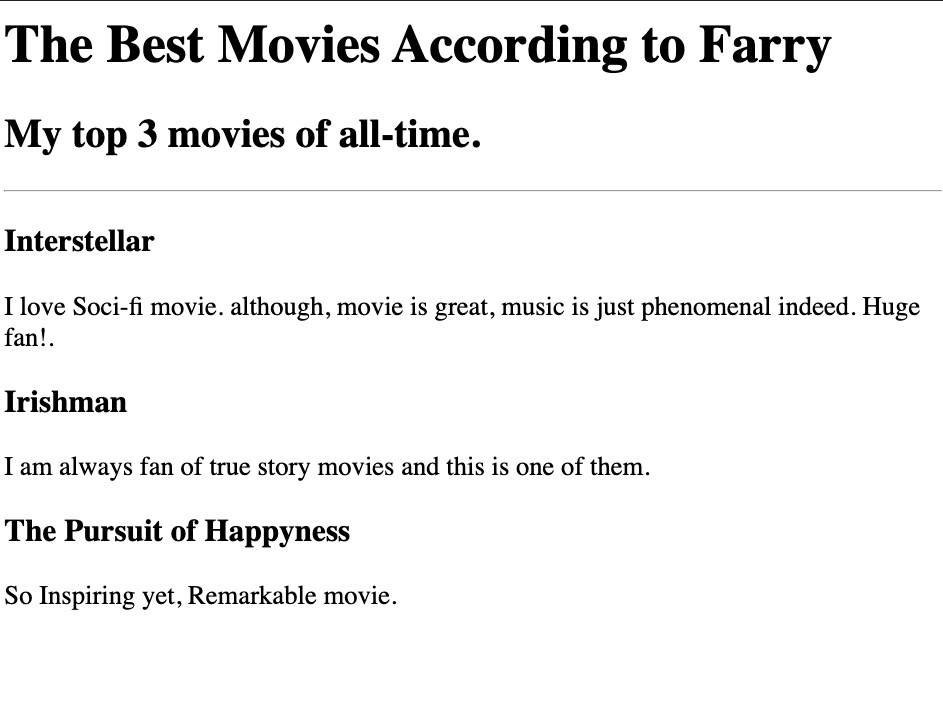 The Best Movies According to Farry
My top 3 movies of all-time.
Interstellar
I love Soci-fi movie. although, movie is great, music is just phenomenal indeed. Huge
fan!.
Irishman
I am always fan of true story movies and this is one of them.
The Pursuit of Happyness
So Inspiring yet, Remarkable movie.